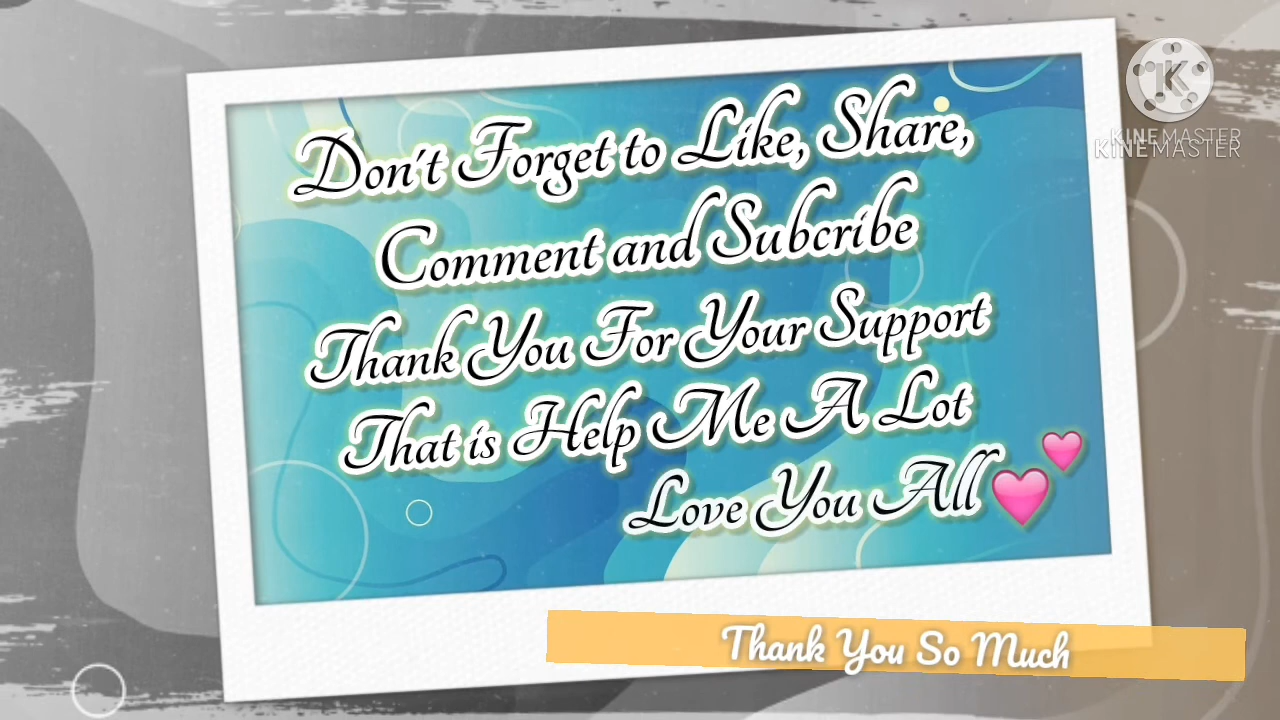 Don't Forget to Like, Share,
Comment and Subcribe
Thank You For Your Support
That is Help Me A Lot
Love You All 💕
Thank You So Much
K
KINEMASTER
KINEMASTER